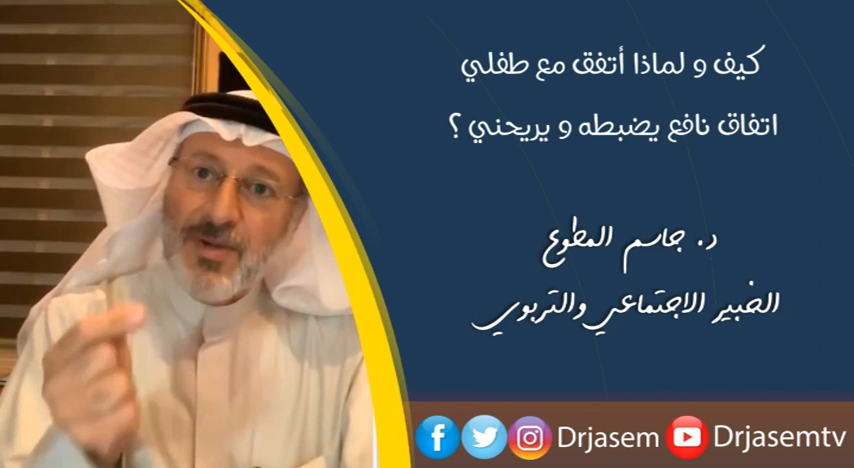 كيف و لماذا أتفق مع طفلي
اتفاق نافع يضبطه و يريحني ؟
د. جاسم المطوع
الخبير الاجتماعي والتربوي
Drjasem Drjasemtv